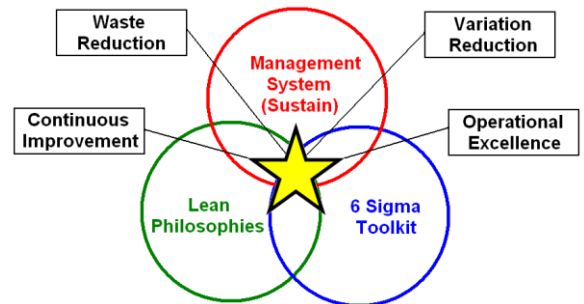 Waste
Reduction
Variation
Reduction
Management
System
(Sustain)
Continuous
Improvement
Operational
Excellence
Lean
Philosophies
6 Sigma
Toolkit